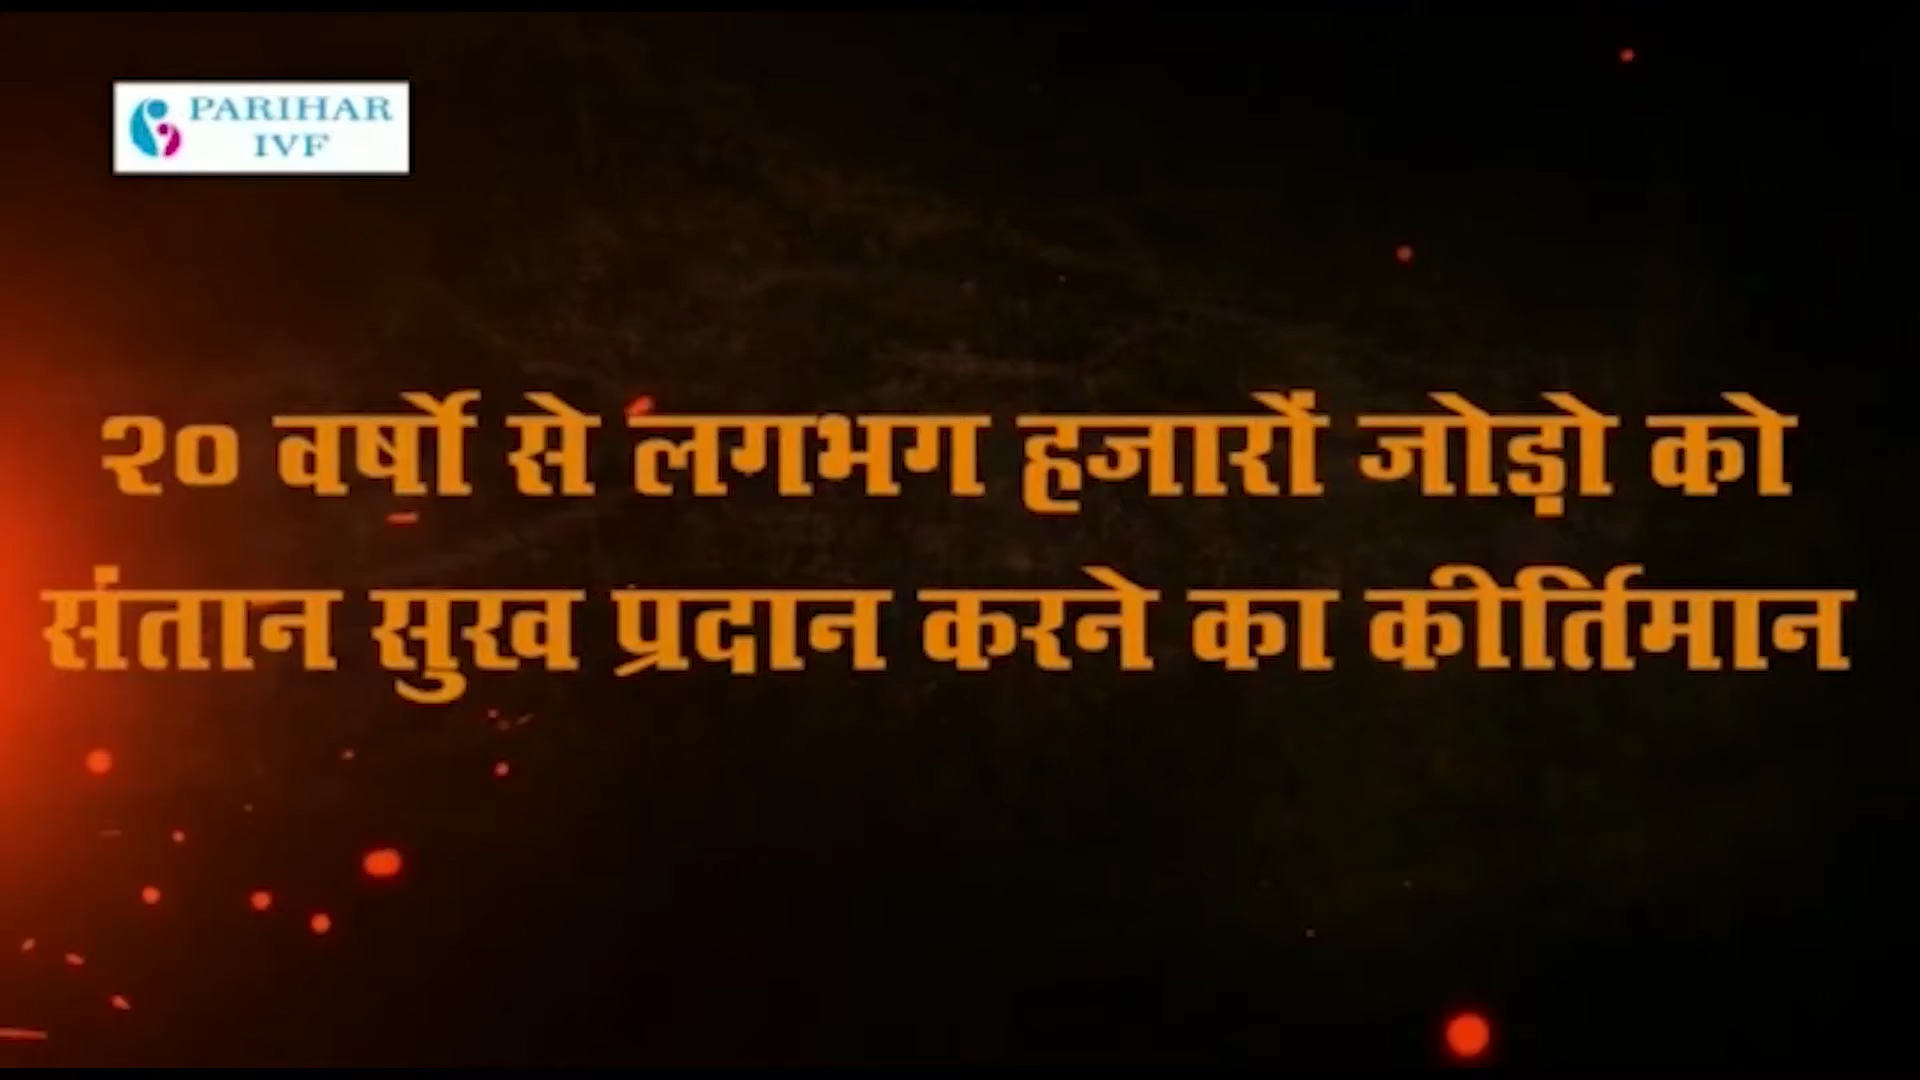 PARIHAR
IVF
२० वर्षो से लगभग हजारों जोड़ो को
संतान सुख प्रदान करने का कीर्तिमान